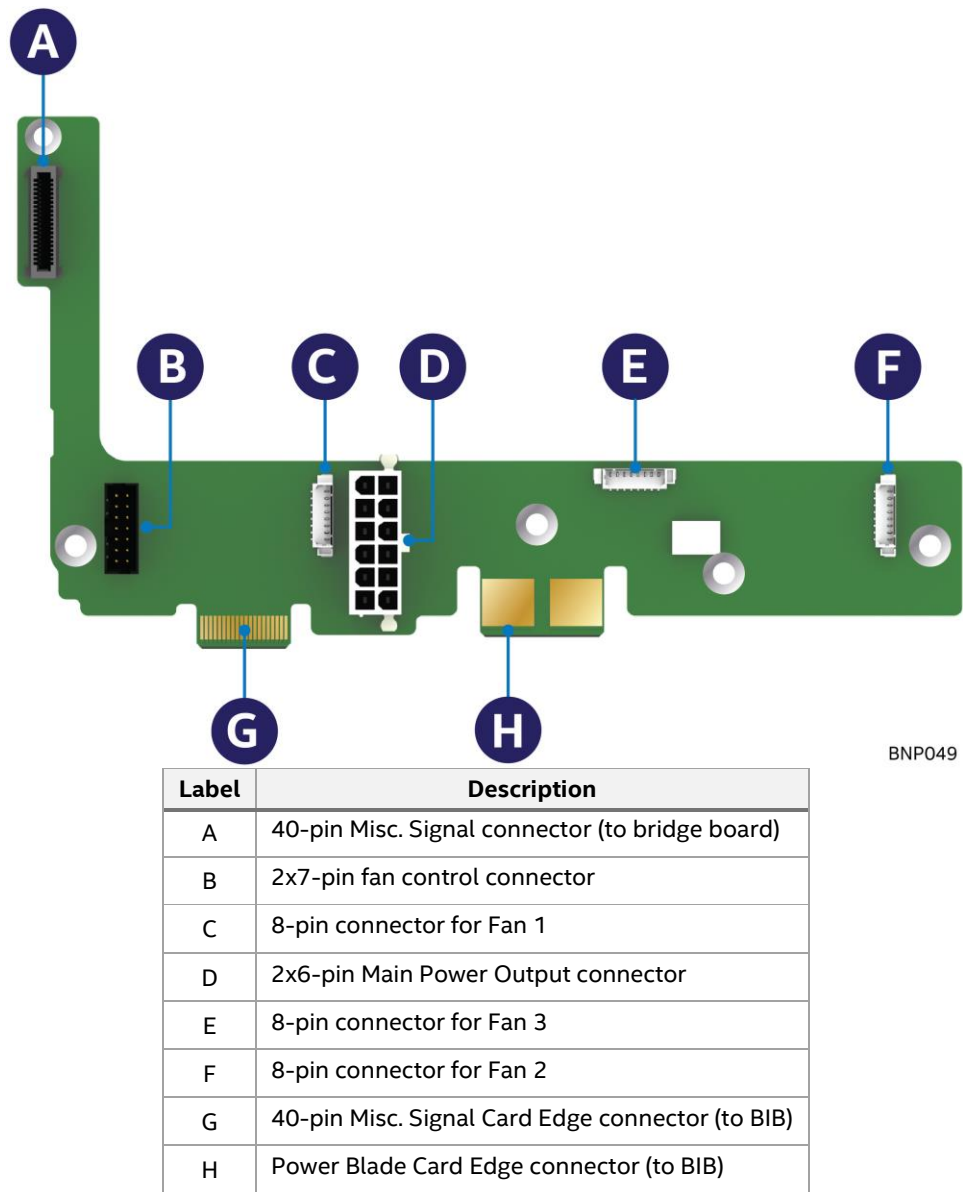 A
B
C
D
E
F
G
H
BNP049
Label Description
A 40-pin Misc. Signal connector (to bridge board)
B 2x7-pin fan control connector
C 8-pin connector for Fan 1
D 2x6-pin Main Power Output connector
E 8-pin connector for Fan 3
F 8-pin connector for Fan 2
G 40-pin Misc. Signal Card Edge connector (to BIB)
H Power Blade Card Edge connector (to BIB)